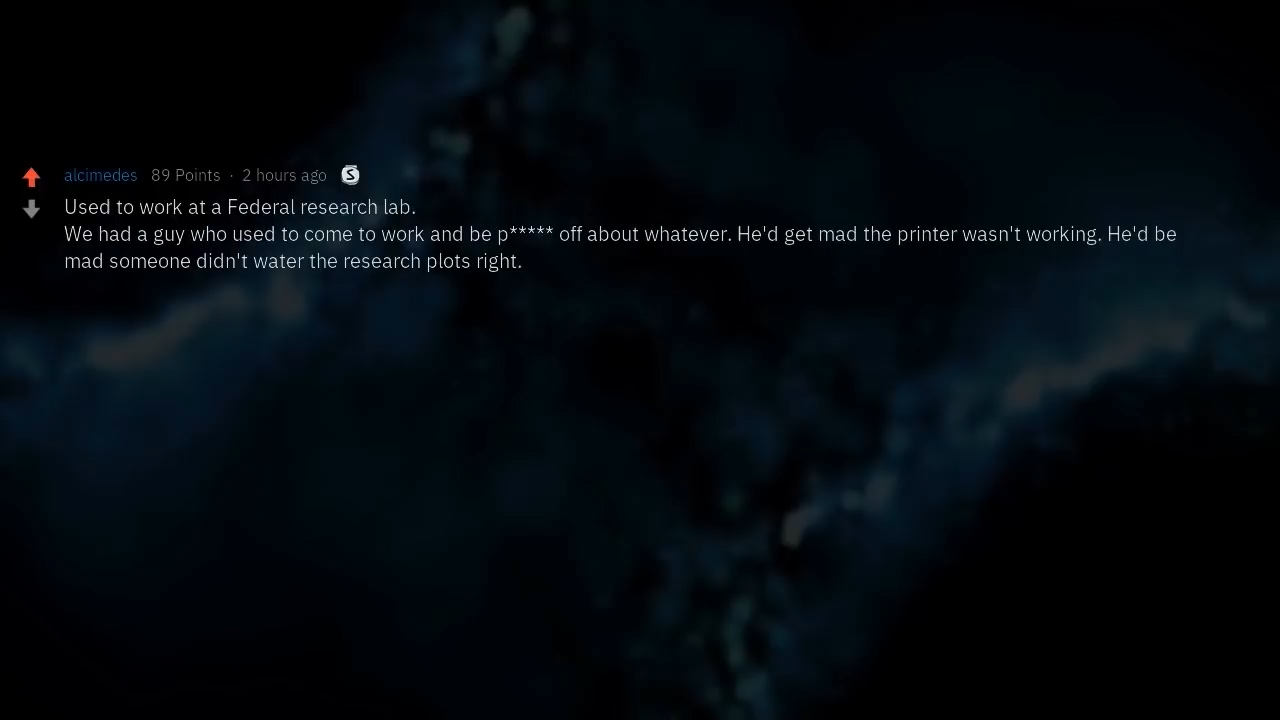 alcimedes 89 Points · 2 hours ago S
Used to work at a Federal research lab.
We had a guy who used to come to work and be p***** off about whatever. He'd get mad the printer wasn't working. He'd be
mad someone didn't water the research plots right.